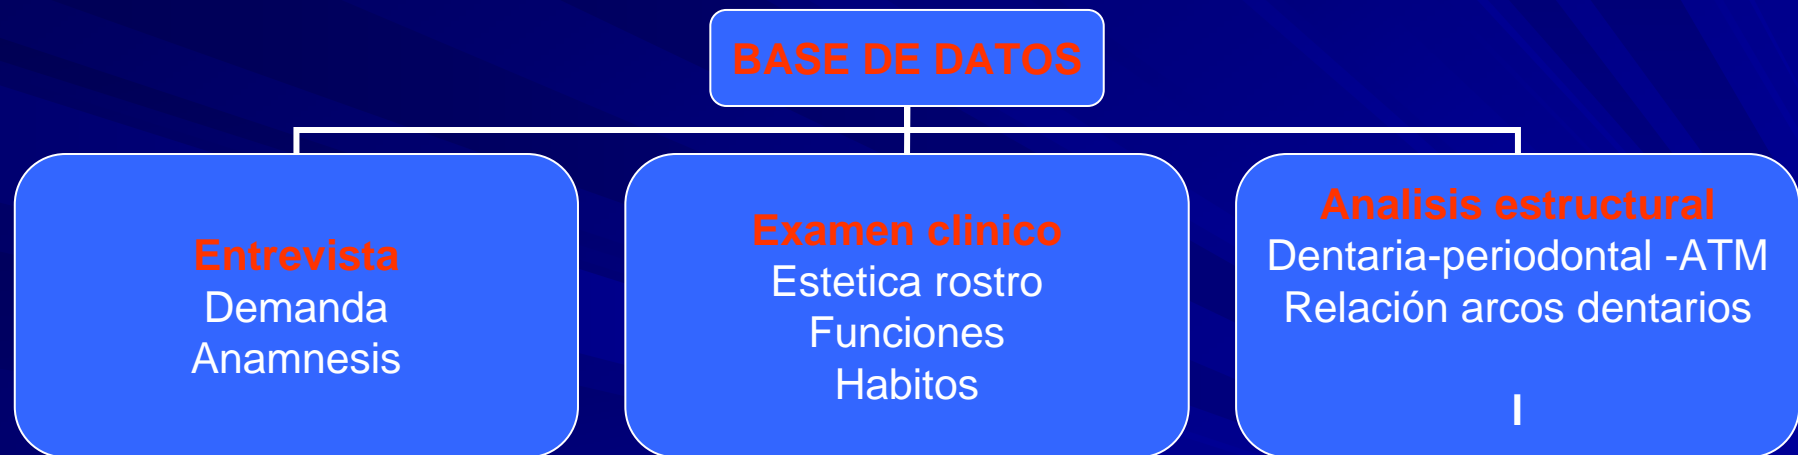 BASE DE DATOS
Entrevista
Demanda
Anamnesis
Examen clinico
Estetica rostro
Funciones
Habitos
Analisis estructural
Dentaria-periodontal -ATM
Relación arcos dentarios
I